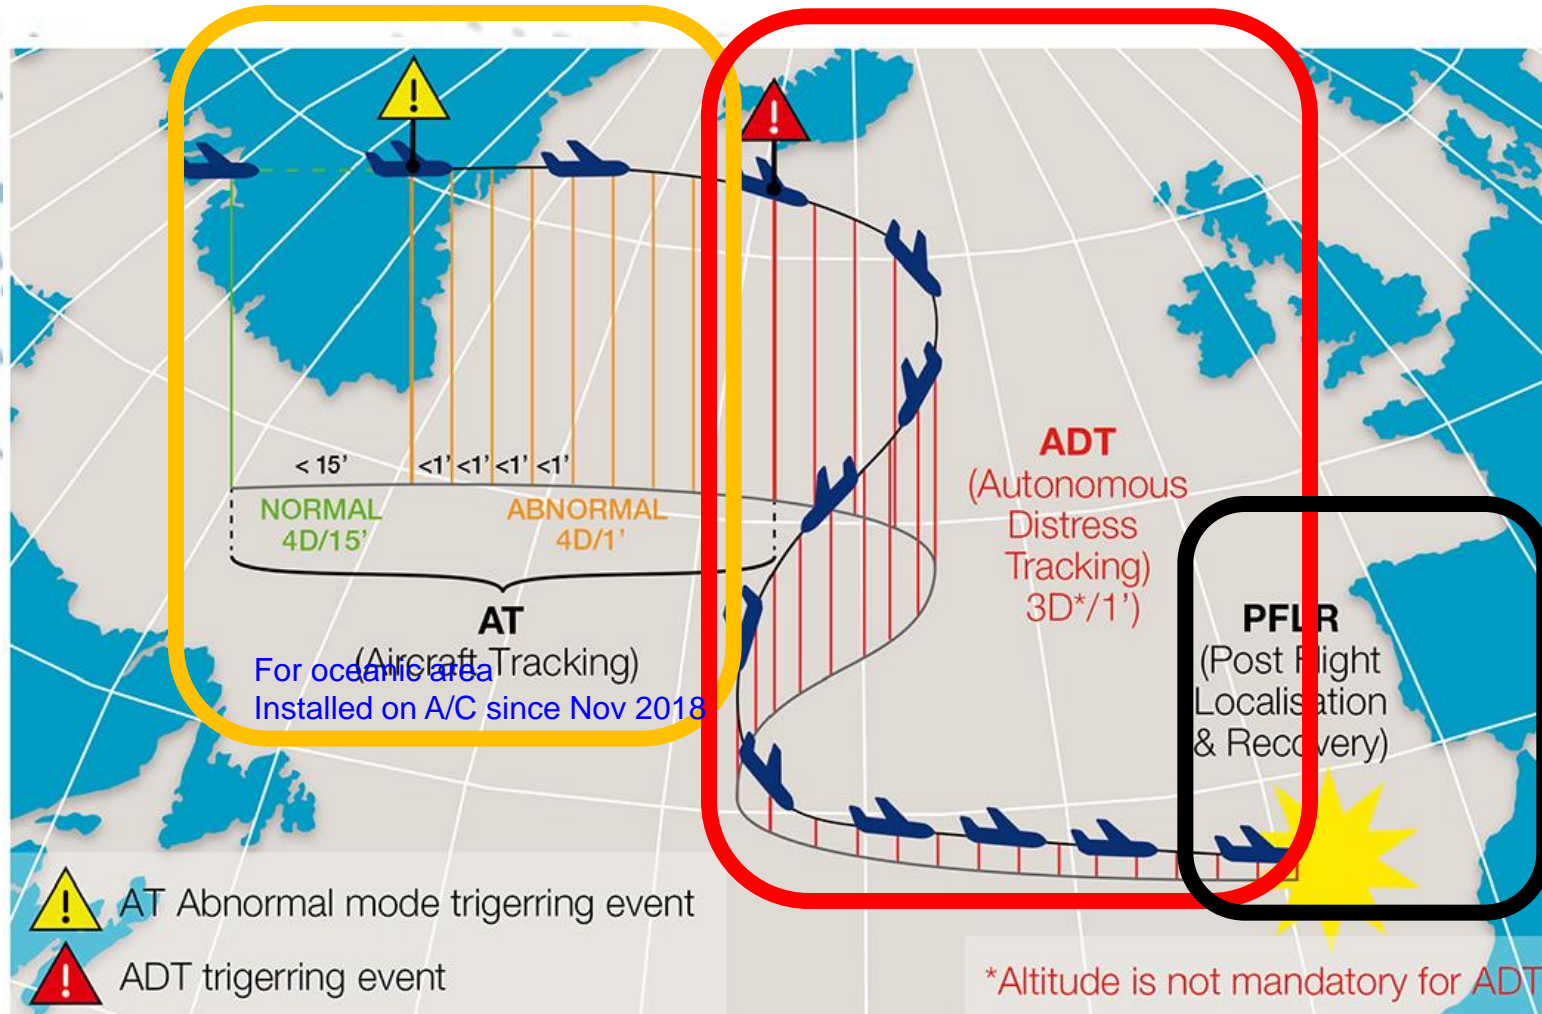 !
!
< 15’
<1’ <1’ <1’ <1’
NORMAL
4D/15’
ABNORMAL
4D/1’
AT
(Aircraft Tracking)
For oceanic area
Installed on A/C since Nov 2018
ADT
(Autonomous
Distress
Tracking)
3D*/1’)
PFLR
(Post Flight
Localisation
& Recovery)
! AT Abnormal mode trigerring event
! ADT trigerring event
*Altitude is not mandatory for ADT